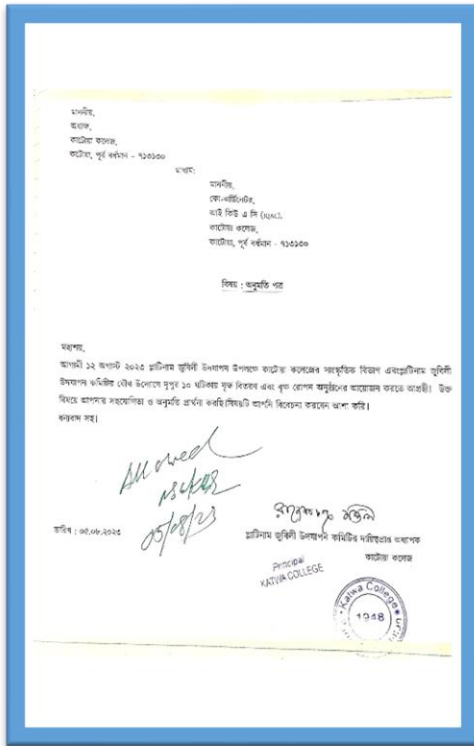 মাননীয়,
অধ্যক্ষ,
কাটোয়া কলেজ,
কাটোয়া, পূর্ব বর্ধমান - ৭১৩১৩০
মাধ্যম:
মাননীয়,
কো-অর্ডিনেটর,
আই কিউ এ সি (IQAC),
কাটোয়া কলেজ,
কাটোয়া, পূর্ব বর্ধমান - ৭১৩১৩০
বিষয় : অনুমতি পত্র
মহাশয়,
আগামী ১২ অগাস্ট ২০২৩ প্লাটিনাম জুবিলী উদযাপন উপলক্ষে কাটোয়া কলেজের সাংস্কৃতিক বিভাগ এবংপ্লাটিনাম জুবিলী
উদযাপন কমিটির যৌথ উদ্যোগে দুপুর ১০ ঘটিকায় বৃক্ষ বিতরণ এবং বৃক্ষ রোপন অনুষ্ঠানের আয়োজন করতে আগ্রহী। উক্ত
বিষয়ে আপনার সহযোগিতা ও অনুমতি প্রার্থনা করছি।বিষয়টি আপনি বিবেচনা করবেন আশা করি।
ধন্যবাদ সহ।
Allowed
05/08/23
তারিখ : ০৫.০৮.২০২৩
প্লাটিনাম জুবিলী উদযাপন কমিটির দায়িত্বপ্রাপ্ত অধ্যাপক
কাটোয়া কলেজ
Principal
KATWA COLLEGE
Katwa College
1948